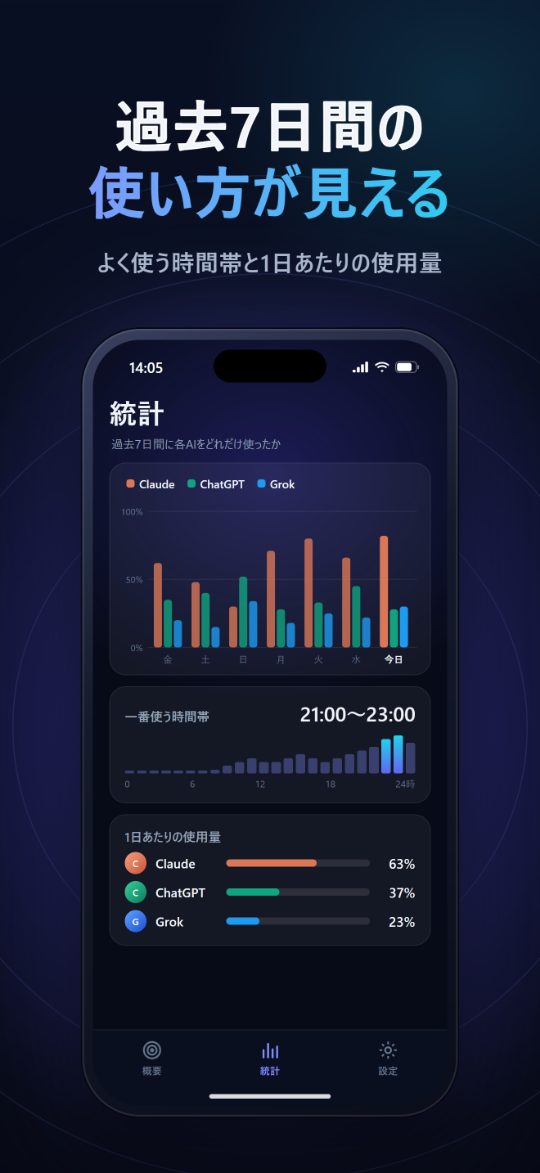 過去7日間の
使い方が見える
よく使う時間帯と1日あたりの使用量
14:05
統計
過去7日間に各AIをどれだけ使ったか
Claude ChatGPT Grok
100%
50%
0%
金 土 日 月 火 水 今日
一番使う時間帯 21:00〜23:00
0 6 12 18 24時
1日あたりの使用量
C Claude 63%
C ChatGPT 37%
G Grok 23%
概要 統計 設定